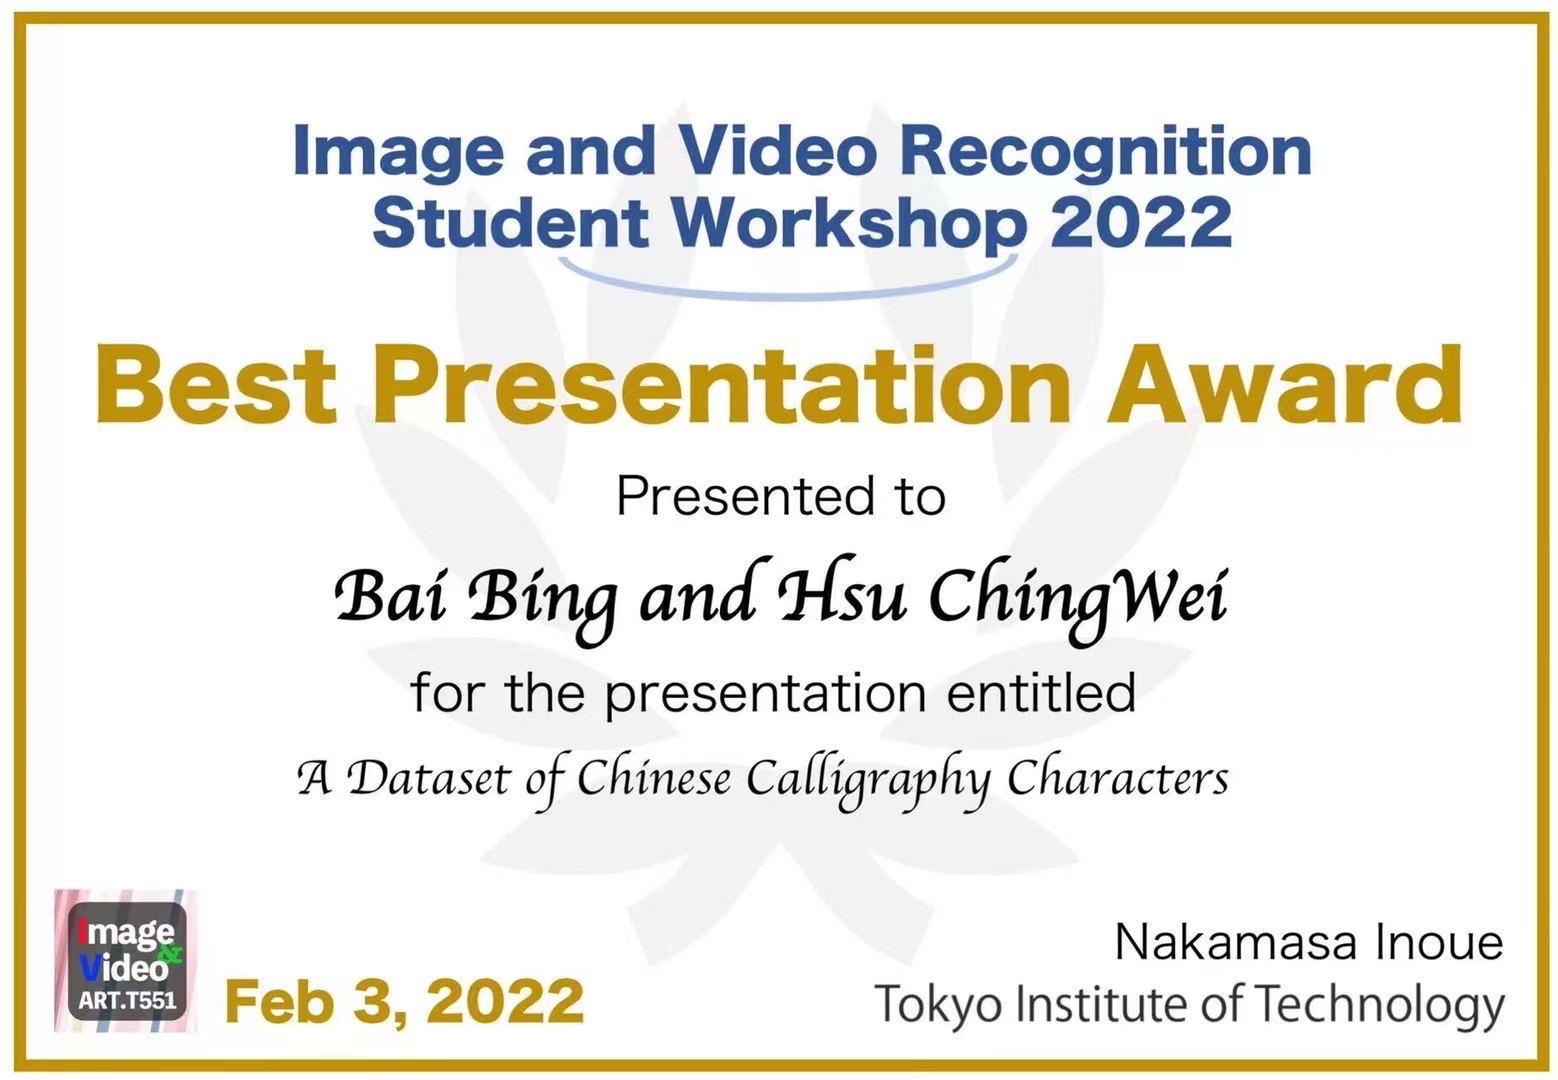 Image and Video Recognition
Student Workshop 2022
Best Presentation Award
Presented to
Bai Bing and Hsu ChingWei
for the presentation entitled
A Dataset of Chinese Calligraphy Characters
Image
&
Video
ART.T551
Feb 3, 2022
Nakamasa Inoue
Tokyo Institute of Technology